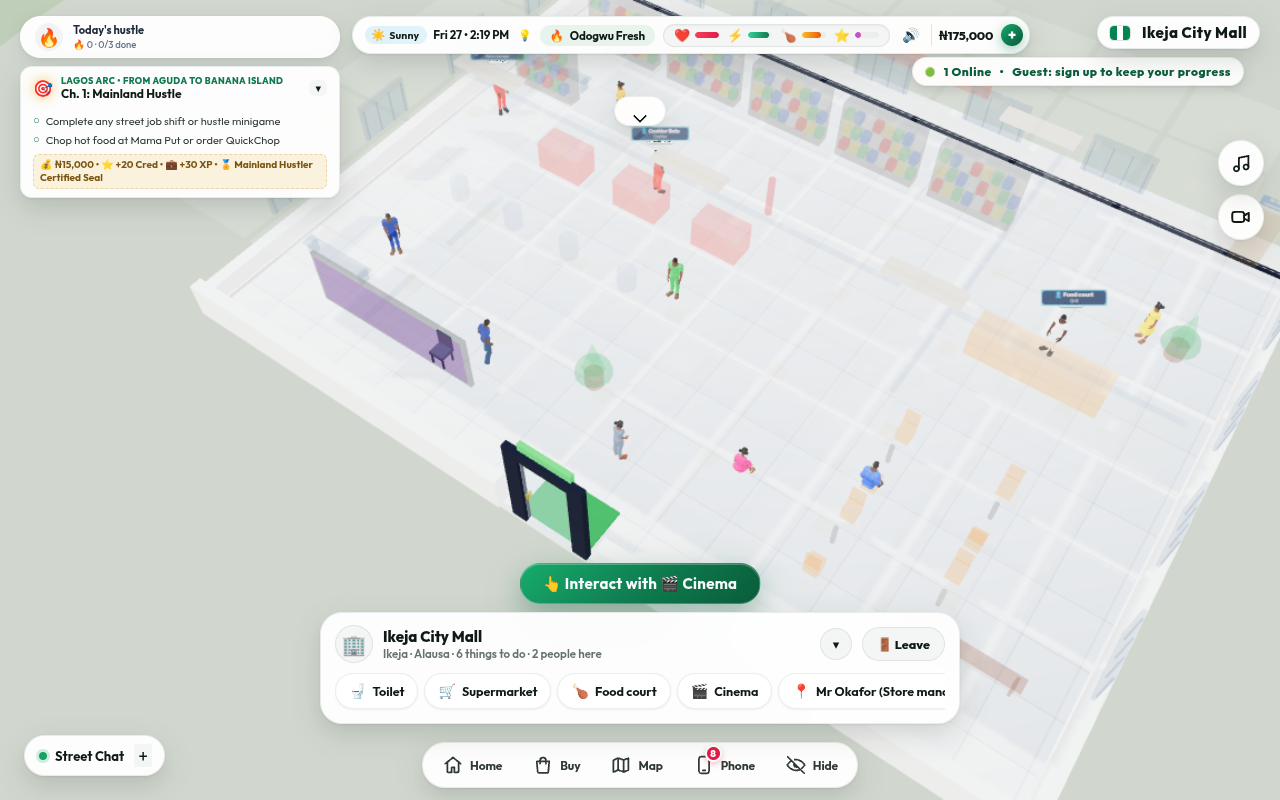 Today's hustle
🔥 0 · 0/3 done
LAGOS ARC • FROM AGUDA TO BANANA ISLAND
Ch. 1: Mainland Hustle
Complete any street job shift or hustle minigame
Chop hot food at Mama Put or order QuickChop
💰 ₦15,000 • ⭐ +20 Cred • 💼 +30 XP • 🏅 Mainland Hustler
Certified Seal
Sunny
Fri 27 • 2:19 PM
Odogwu Fresh
₦175,000
+
Ikeja City Mall
1 Online • Guest: sign up to keep your progress
Food court
👆 Interact with 🎬 Cinema
Ikeja City Mall
Ikeja · Alausa · 6 things to do · 2 people here
Leave
Toilet
Supermarket
Food court
Cinema
Mr Okafor (Store mana
Street Chat +
Home
Buy
Map
8
Phone
Hide